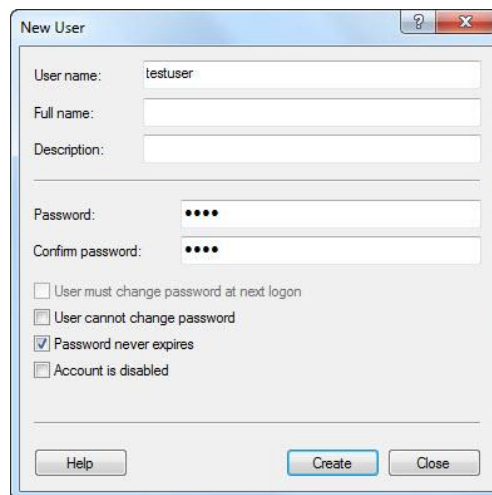 New User
User name: testuser
Full name:
Description:
Password: ••••
Confirm password: ••••
User must change password at next logon
User cannot change password
Password never expires
Account is disabled
Help Create Close